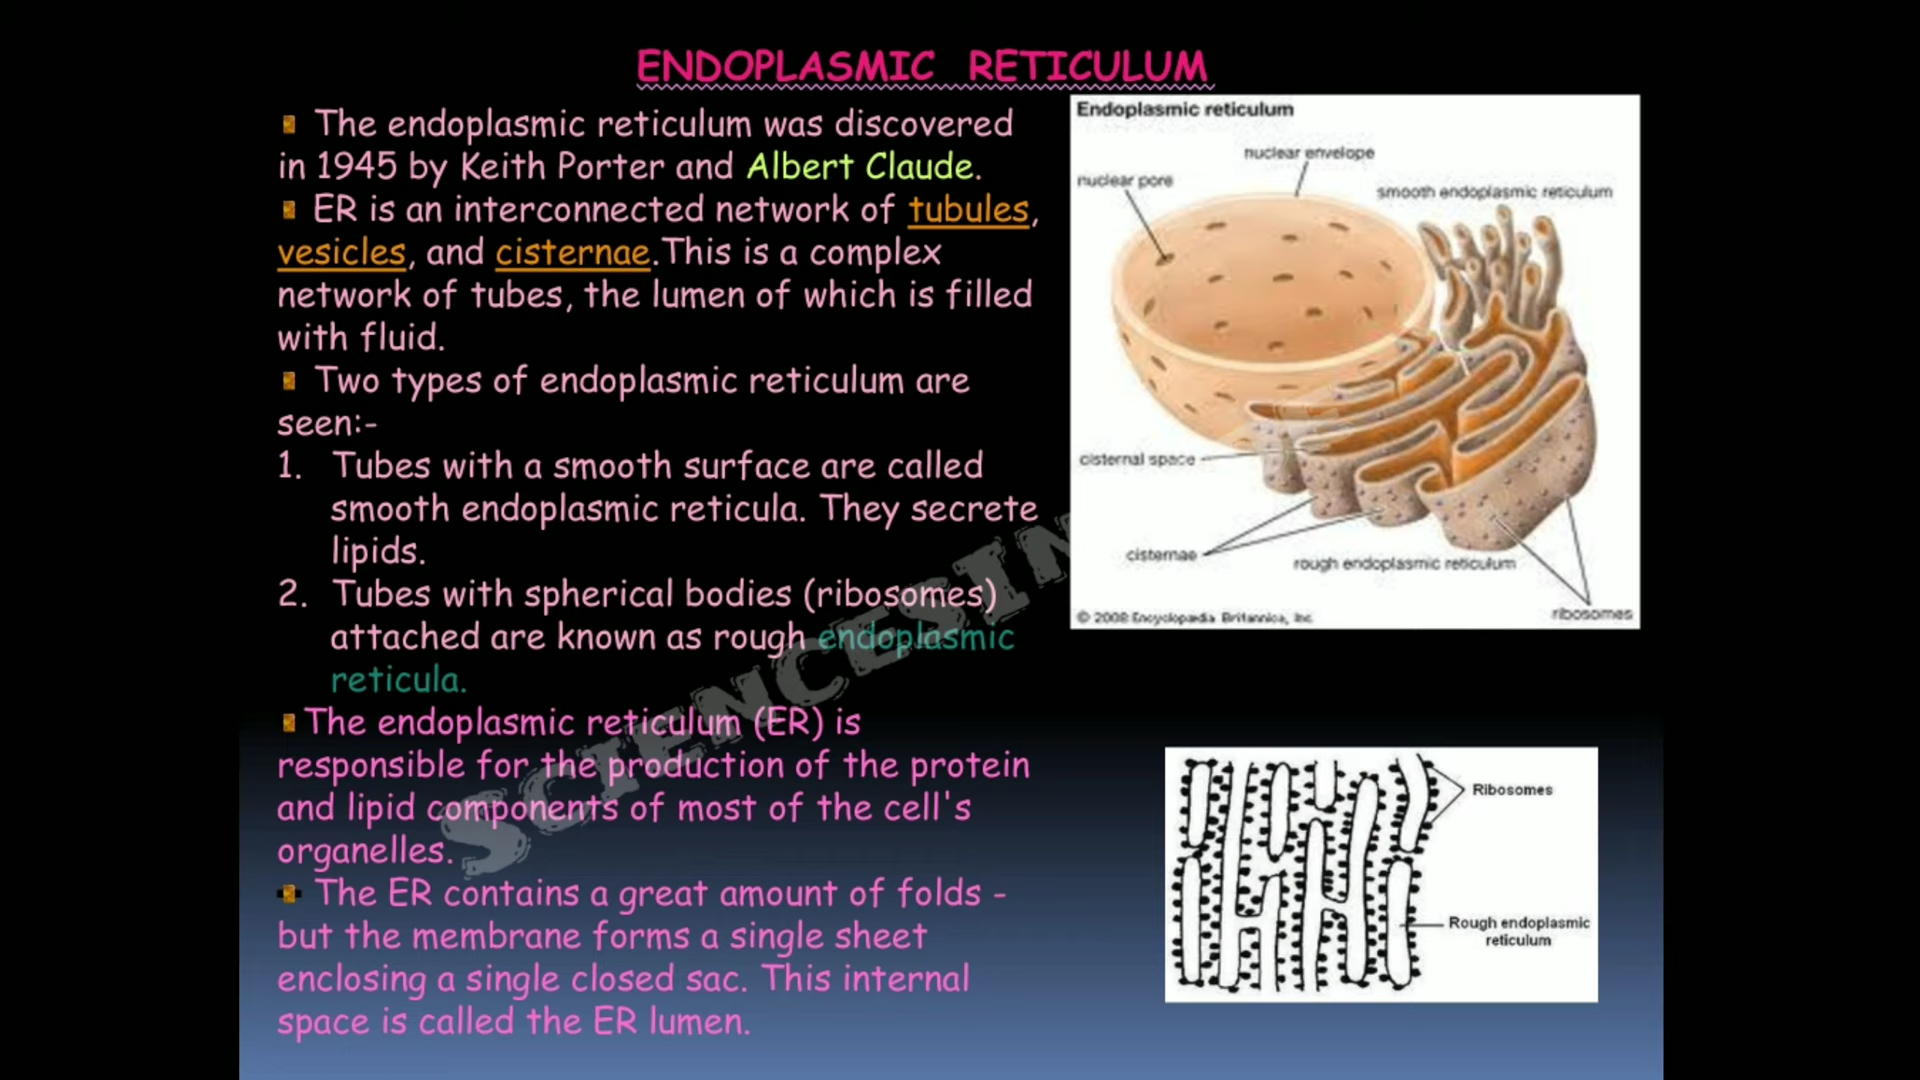 ENDOPLASMIC RETICULUM
The endoplasmic reticulum was discovered
in 1945 by Keith Porter and Albert Claude.
ER is an interconnected network of tubules,
vesicles, and cisternae.This is a complex
network of tubes, the lumen of which is filled
with fluid.
Two types of endoplasmic reticulum are
seen:-
1. Tubes with a smooth surface are called
smooth endoplasmic reticula. They secrete
lipids.
2. Tubes with spherical bodies (ribosomes)
attached are known as rough endoplasmic
reticula.
The endoplasmic reticulum (ER) is
responsible for the production of the protein
and lipid components of most of the cell's
organelles.
The ER contains a great amount of folds -
but the membrane forms a single sheet
enclosing a single closed sac. This internal
space is called the ER lumen.
Endoplasmic reticulum
nuclear envelope
nuclear pore
smooth endoplasmic reticulum
cisternal space
cisternae
rough endoplasmic reticulum
ribosomes
© 2008 Encyclopædia Britannica, Inc.
Ribosomes
Rough endoplasmic
reticulum
SCIENCESIN